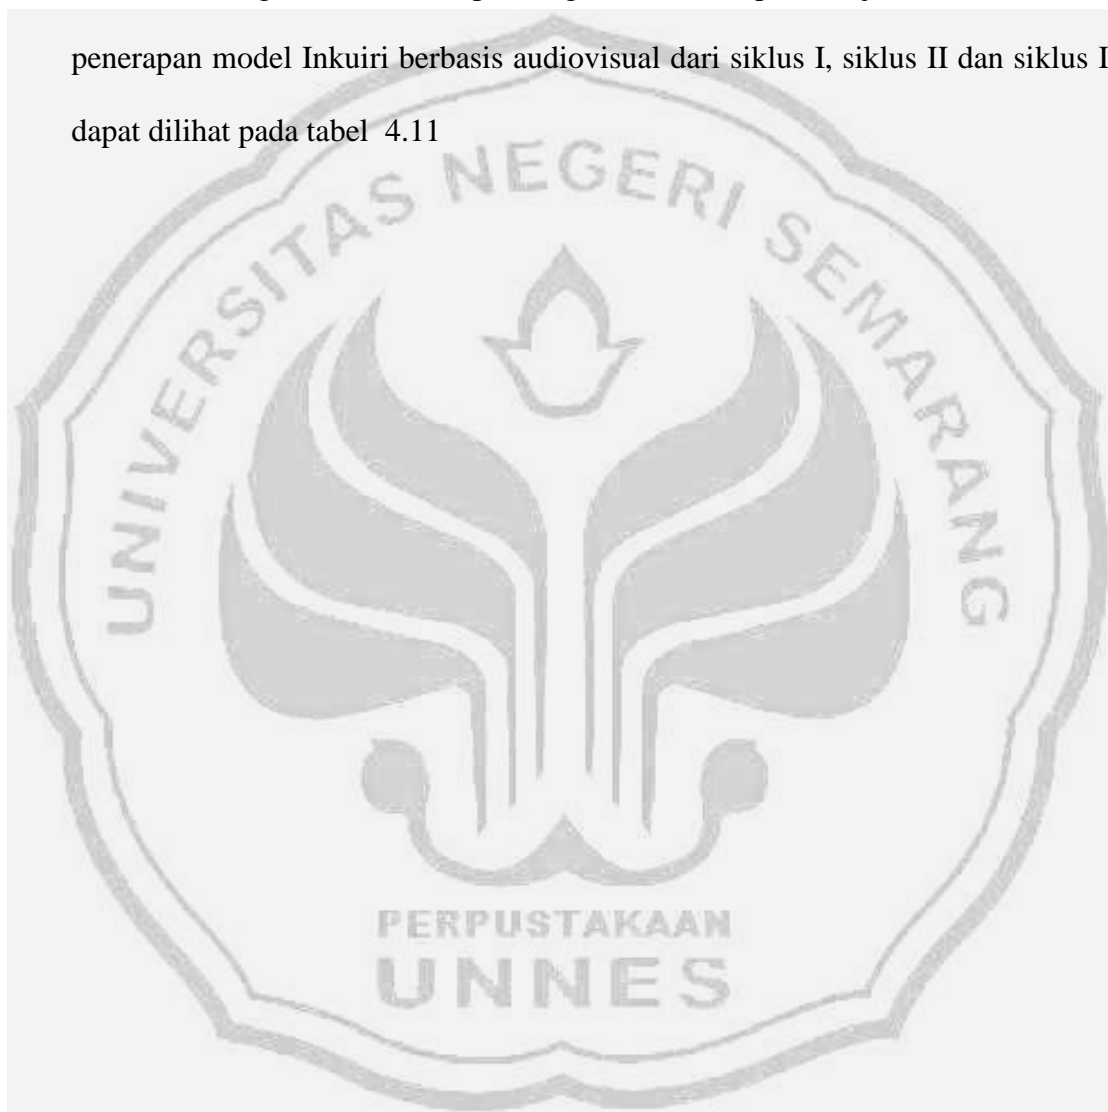 penerapan model Inkuiri berbasis audiovisual dari siklus I, siklus II dan siklus I
dapat dilihat pada tabel 4.11
UNIVERSITAS NEGERI SEMARANG
PERPUSTAKAAN
UNNES